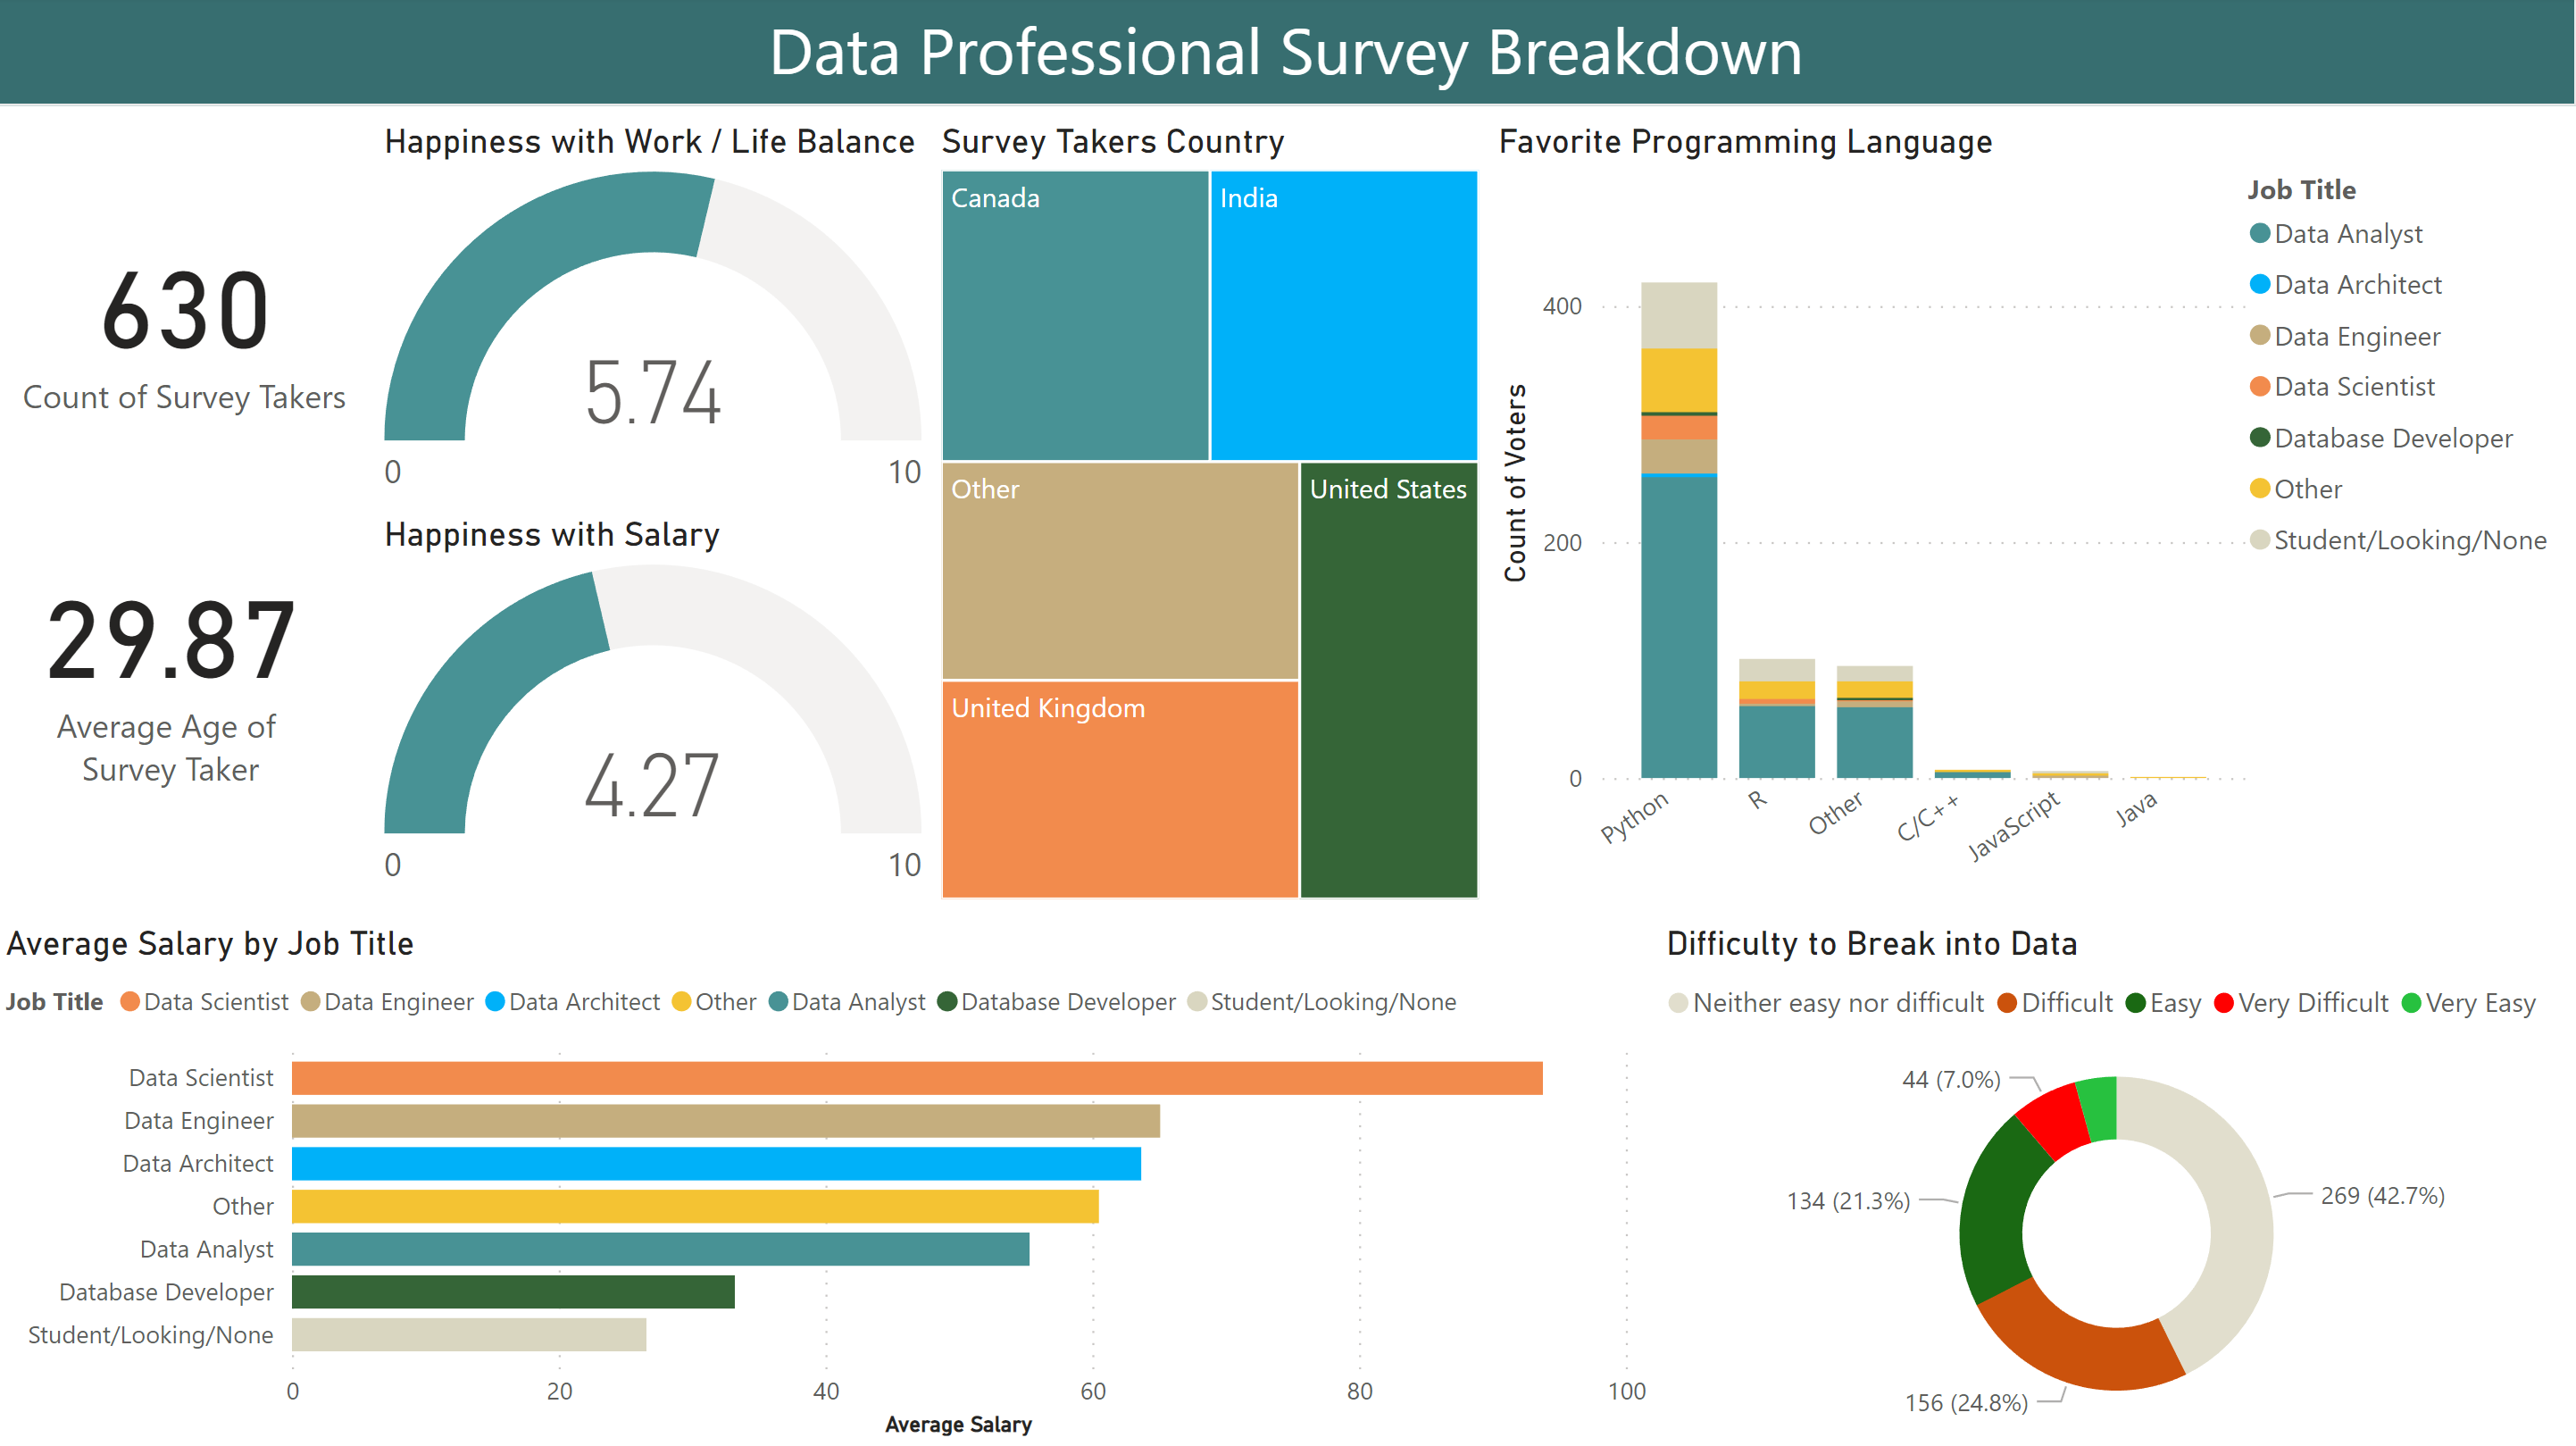 Data Professional Survey Breakdown
630
Count of Survey Takers
29.87
Average Age of
Survey Taker
Happiness with Work / Life Balance
5.74
0
10
Happiness with Salary
4.27
0
10
Survey Takers Country
Canada
India
Other
United States
United Kingdom
Favorite Programming Language
Count of Voters
400
200
0
Python
R
Other
C/C++
JavaScript
Java
Job Title
Data Analyst
Data Architect
Data Engineer
Data Scientist
Database Developer
Other
Student/Looking/None
Average Salary by Job Title
Job Title Data Scientist Data Engineer Data Architect Other Data Analyst Database Developer Student/Looking/None
Data Scientist
Data Engineer
Data Architect
Other
Data Analyst
Database Developer
Student/Looking/None
0 20 40 60 80 100
Average Salary
Difficulty to Break into Data
Neither easy nor difficult Difficult Easy Very Difficult Very Easy
44 (7.0%)
134 (21.3%)
269 (42.7%)
156 (24.8%)